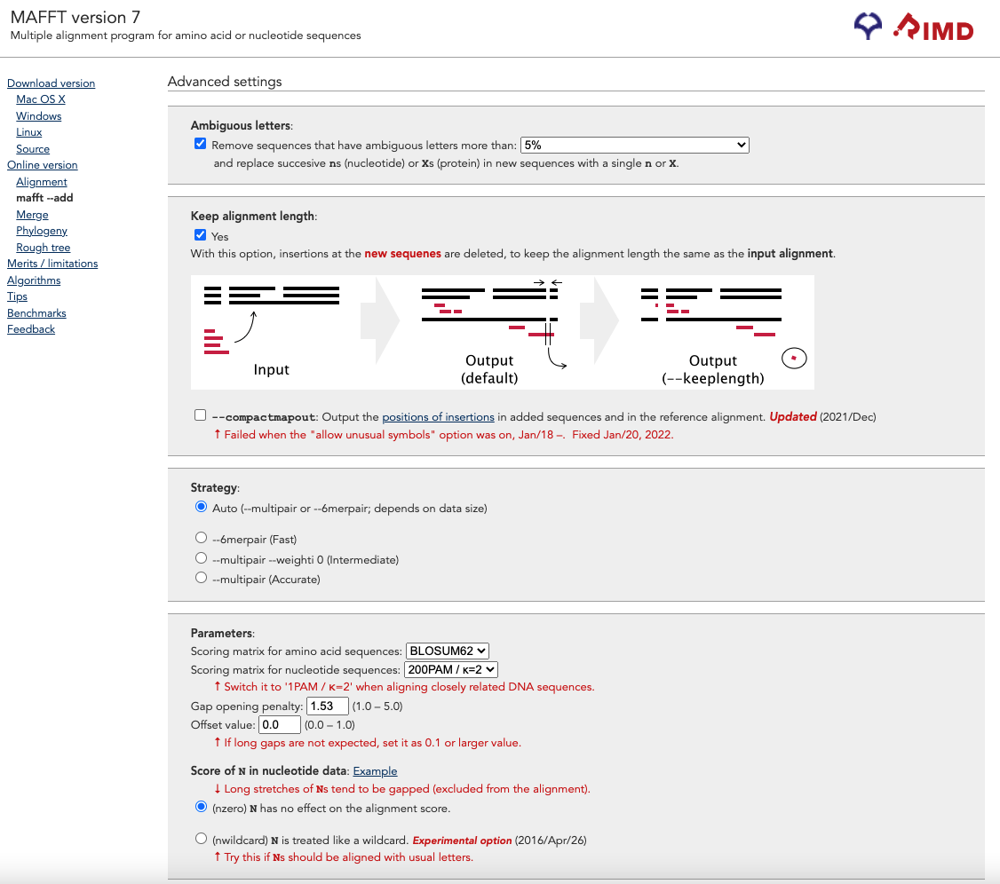 MAFFT version 7
Multiple alignment program for amino acid or nucleotide sequences
RIMD
Download version
Mac OS X
Windows
Linux
Source
Online version
Alignment
mafft --add
Merge
Phylogeny
Rough tree
Merits / limitations
Algorithms
Tips
Benchmarks
Feedback
Advanced settings
Ambiguous letters:
Remove sequences that have ambiguous letters more than: 5%
and replace succesive ns (nucleotide) or Xs (protein) in new sequences with a single n or X.
Keep alignment length:
Yes
With this option, insertions at the new sequenes are deleted, to keep the alignment length the same as the input alignment.
Input
Output
(default)
Output
(--keeplength)
--compactmapout: Output the positions of insertions in added sequences and in the reference alignment. Updated (2021/Dec)
↑ Failed when the "allow unusual symbols" option was on, Jan/18 –. Fixed Jan/20, 2022.
Strategy:
Auto (--multipair or --6merpair; depends on data size)
--6merpair (Fast)
--multipair --weighti 0 (Intermediate)
--multipair (Accurate)
Parameters:
Scoring matrix for amino acid sequences: BLOSUM62
Scoring matrix for nucleotide sequences: 200PAM / κ=2
↑ Switch it to '1PAM / κ=2' when aligning closely related DNA sequences.
Gap opening penalty: 1.53 (1.0 – 5.0)
Offset value: 0.0 (0.0 – 1.0)
↑ If long gaps are not expected, set it as 0.1 or larger value.
Score of N in nucleotide data: Example
↓ Long stretches of Ns tend to be gapped (excluded from the alignment).
(nzero) N has no effect on the alignment score.
(nwildcard) N is treated like a wildcard. Experimental option (2016/Apr/26)
↑ Try this if Ns should be aligned with usual letters.